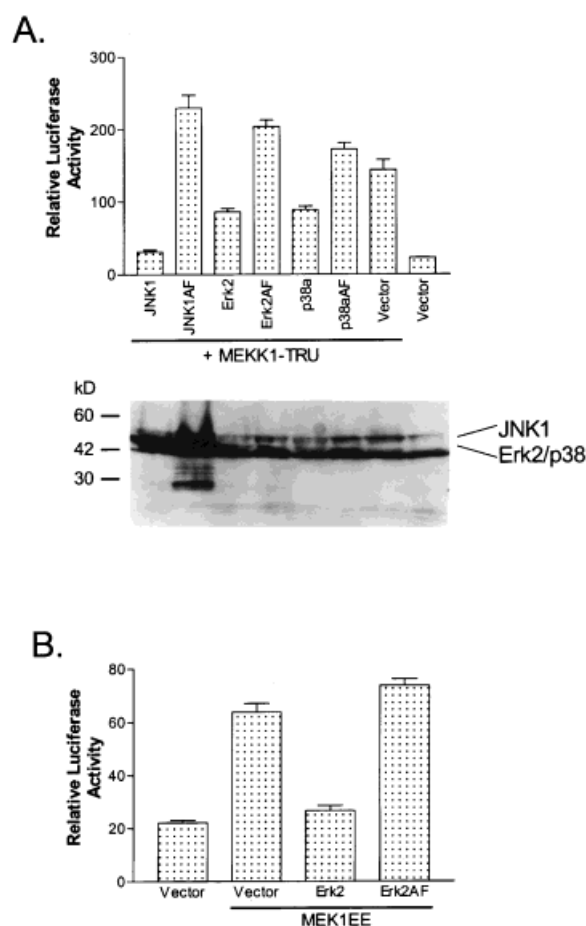 A.
Relative Luciferase
Activity
300
200
100
0
JNK1
JNK1AF
Erk2
Erk2AF
p38a
p38aAF
Vector
Vector
+ MEKK1-TRU
kD
60
42
30
JNK1
Erk2/p38
B.
Relative Luciferase
Activity
80
60
40
20
0
Vector
Vector
Erk2
Erk2AF
MEK1EE